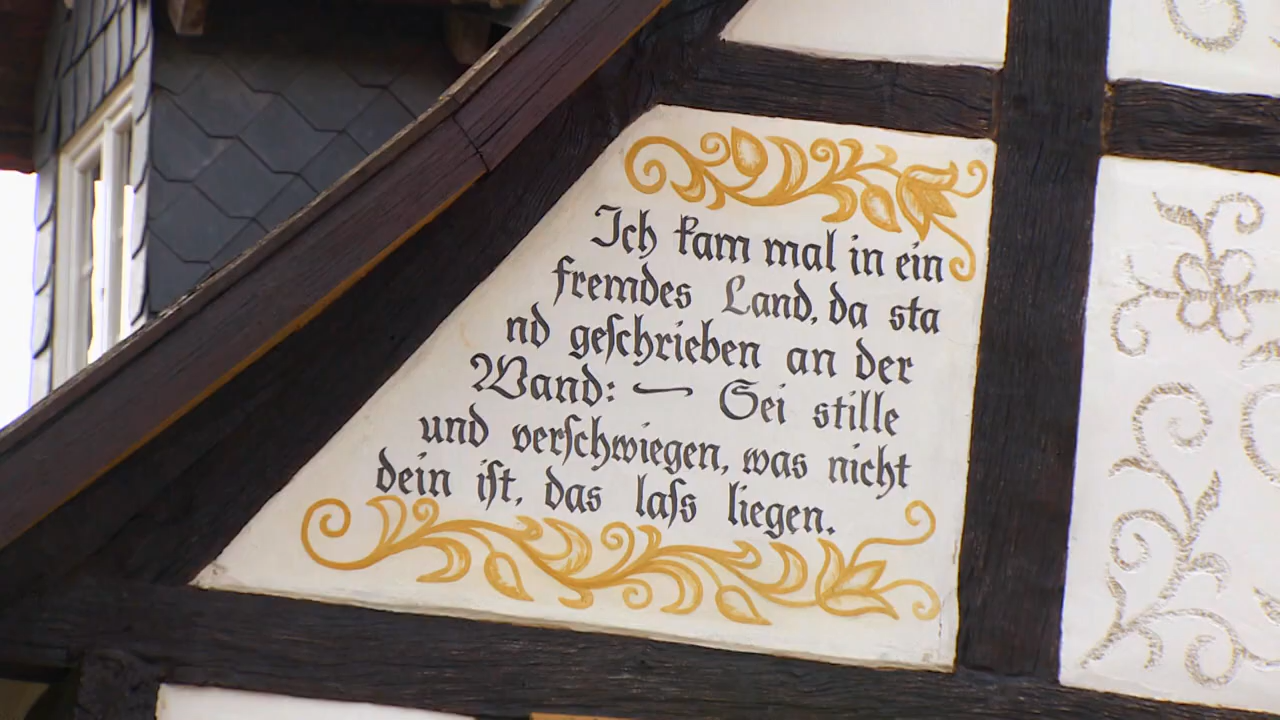 Ich kam mal in ein
fremdes Land, da sta
nd geſchrieben an der
Wand: — Sei stille
und verſchwiegen, was nicht
dein iſt, das laſs liegen.